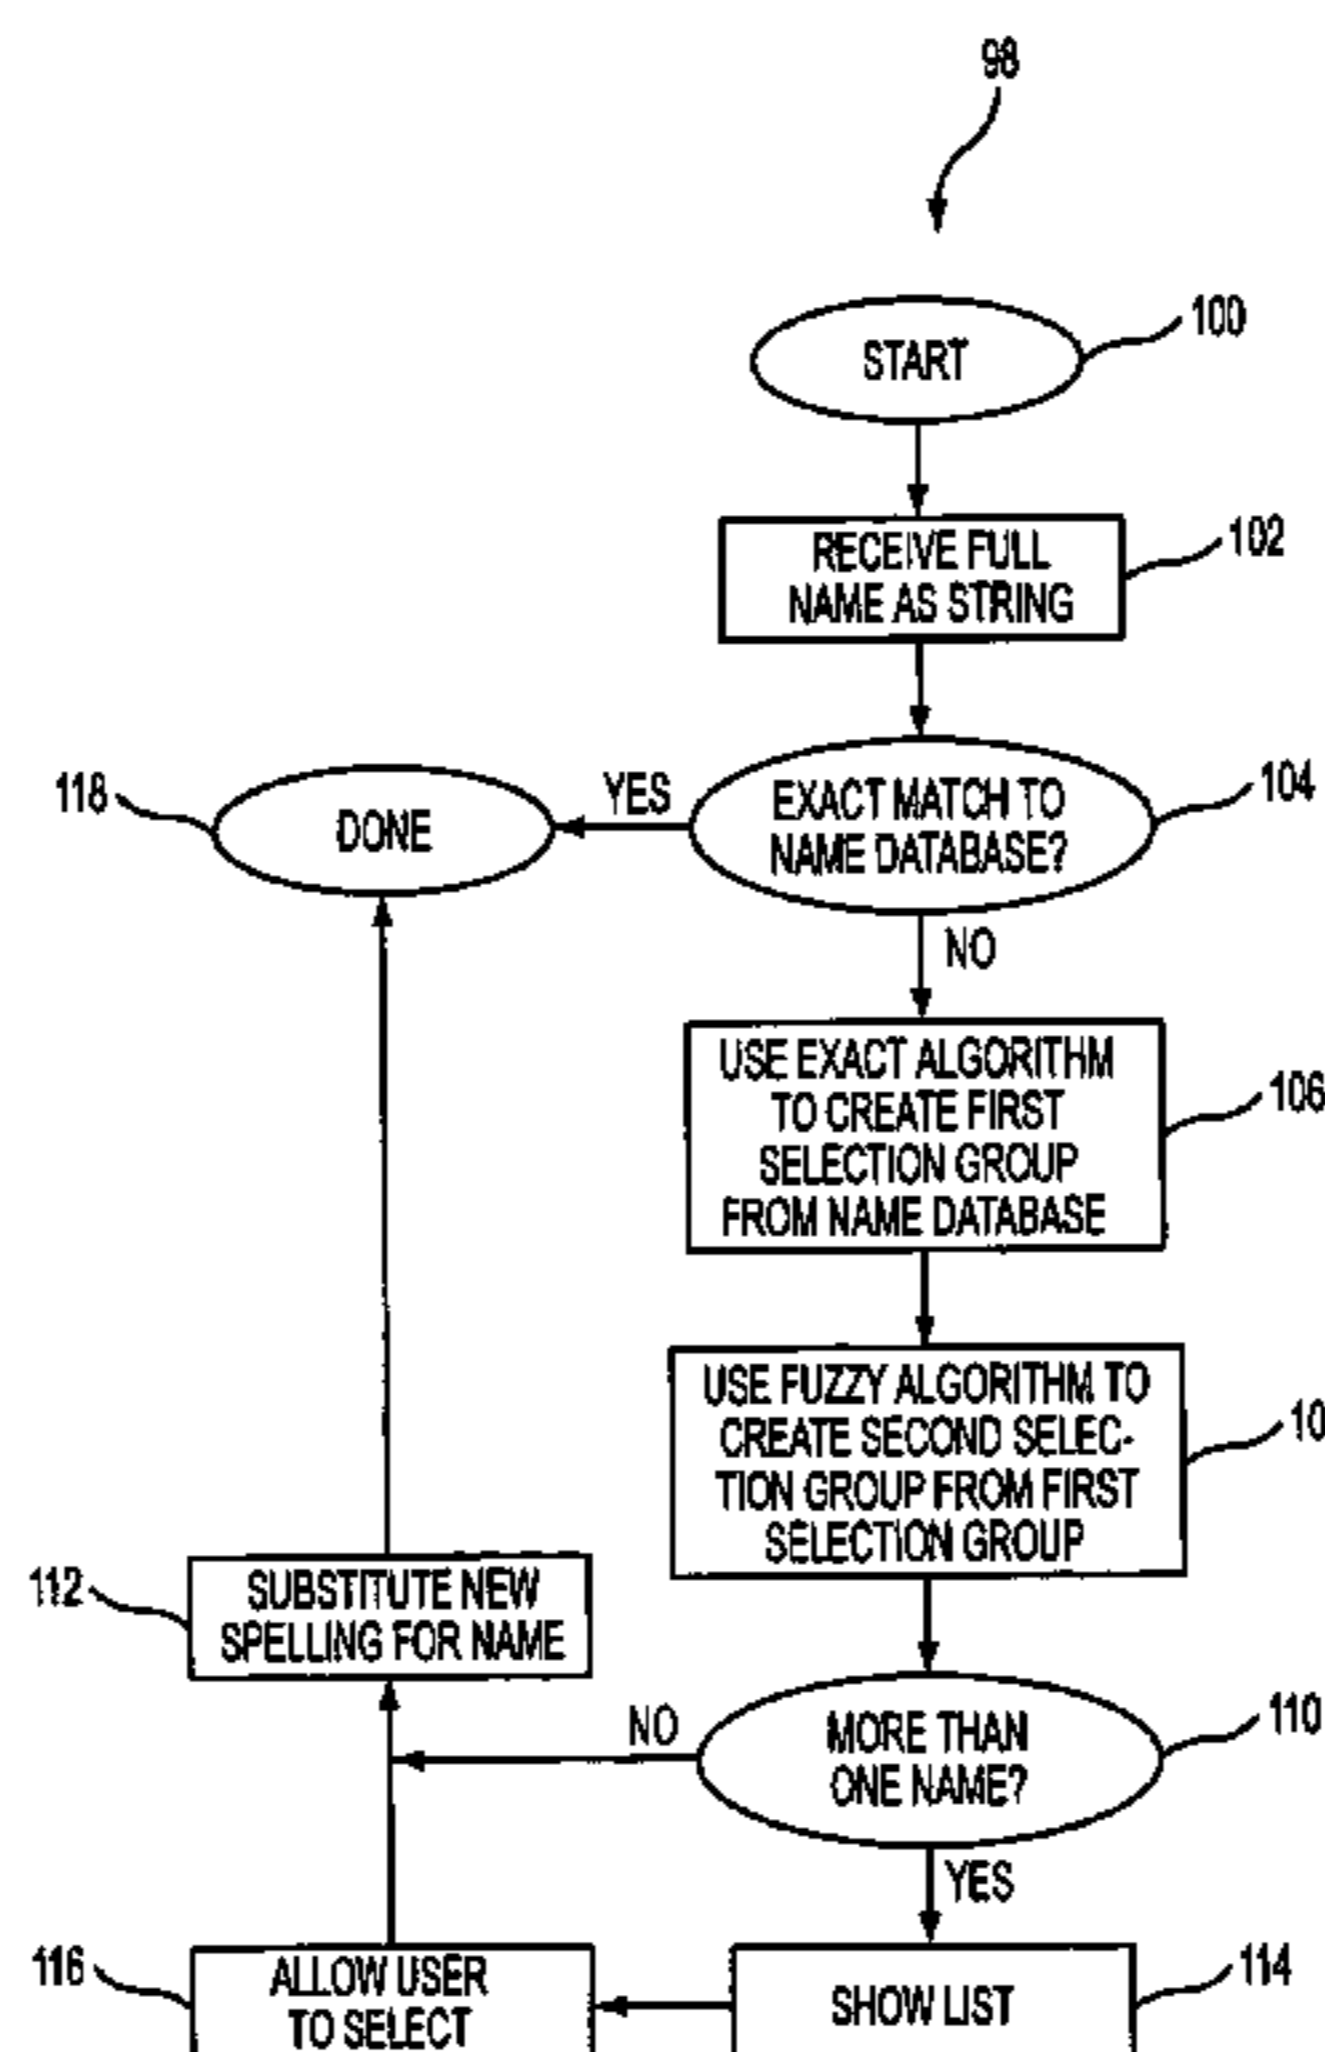 98
START
100
RECEIVE FULL
NAME AS STRING
102
118
DONE
YES
EXACT MATCH TO
NAME DATABASE?
104
NO
USE EXACT ALGORITHM
TO CREATE FIRST
SELECTION GROUP
FROM NAME DATABASE
106
USE FUZZY ALGORITHM TO
CREATE SECOND SELEC-
TION GROUP FROM FIRST
SELECTION GROUP
10
112
SUBSTITUTE NEW
SPELLING FOR NAME
NO
MORE THAN
ONE NAME?
110
YES
116
ALLOW USER
TO SELECT
SHOW LIST
114